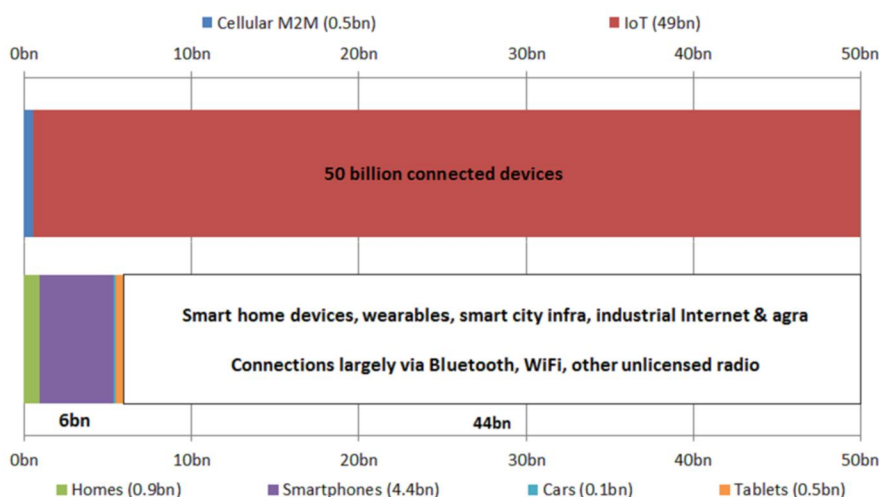 Cellular M2M (0.5bn) IoT (49bn)
0bn 10bn 20bn 30bn 40bn 50bn
50 billion connected devices
Smart home devices, wearables, smart city infra, industrial Internet & agra
Connections largely via Bluetooth, WiFi, other unlicensed radio
6bn 44bn
0bn 10bn 20bn 30bn 40bn 50bn
Homes (0.9bn) Smartphones (4.4bn) Cars (0.1bn) Tablets (0.5bn)